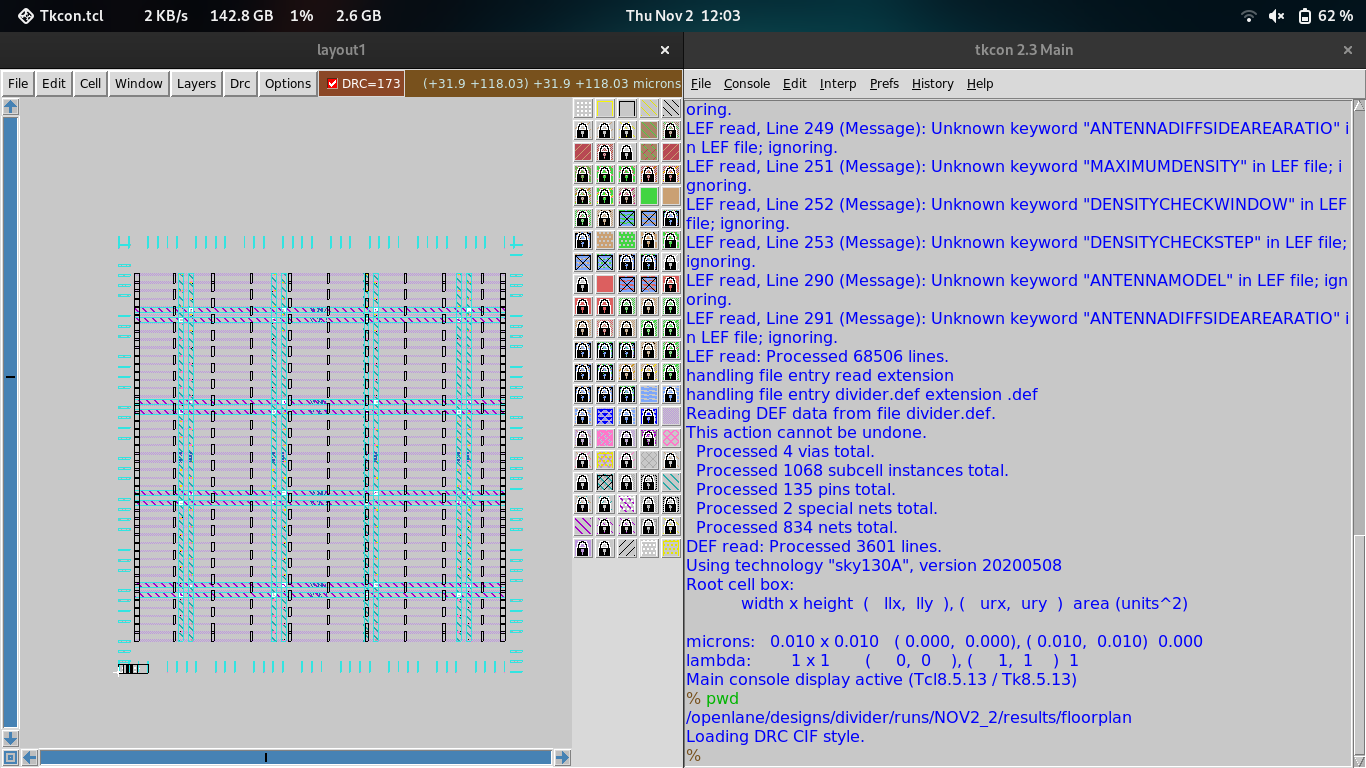 Tkcon.tcl 2 KB/s 142.8 GB 1% 2.6 GB Thu Nov 2 12:03 62 %
layout1
File Edit Cell Window Layers Drc Options DRC=173 (+31.9 +118.03) +31.9 +118.03 microns
tkcon 2.3 Main
File Console Edit Interp Prefs History Help
oring.
LEF read, Line 249 (Message): Unknown keyword "ANTENNADIFFSIDEAREARATIO" i
n LEF file; ignoring.
LEF read, Line 251 (Message): Unknown keyword "MAXIMUMDENSITY" in LEF file; i
gnoring.
LEF read, Line 252 (Message): Unknown keyword "DENSITYCHECKWINDOW" in LEF
file; ignoring.
LEF read, Line 253 (Message): Unknown keyword "DENSITYCHECKSTEP" in LEF file;
ignoring.
LEF read, Line 290 (Message): Unknown keyword "ANTENNAMODEL" in LEF file; ign
oring.
LEF read, Line 291 (Message): Unknown keyword "ANTENNADIFFSIDEAREARATIO" i
n LEF file; ignoring.
LEF read: Processed 68506 lines.
handling file entry read extension
handling file entry divider.def extension .def
Reading DEF data from file divider.def.
This action cannot be undone.
Processed 4 vias total.
Processed 1068 subcell instances total.
Processed 135 pins total.
Processed 2 special nets total.
Processed 834 nets total.
DEF read: Processed 3601 lines.
Using technology "sky130A", version 20200508
Root cell box:
width x height ( llx, lly ), ( urx, ury ) area (units^2)
microns: 0.010 x 0.010 ( 0.000, 0.000), ( 0.010, 0.010) 0.000
lambda: 1 x 1 ( 0, 0 ), ( 1, 1 ) 1
Main console display active (Tcl8.5.13 / Tk8.5.13)
% pwd
/openlane/designs/divider/runs/NOV2_2/results/floorplan
Loading DRC CIF style.
%